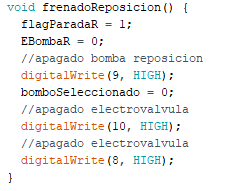 void frenadoReposicion() {
flagParadaR = 1;
EBombaR = 0;
//apagado bomba reposicion
digitalWrite(9, HIGH);
bomboSeleccionado = 0;
//apagado electrovalvula
digitalWrite(10, HIGH);
//apagado electrovalvula
digitalWrite(8, HIGH);
}